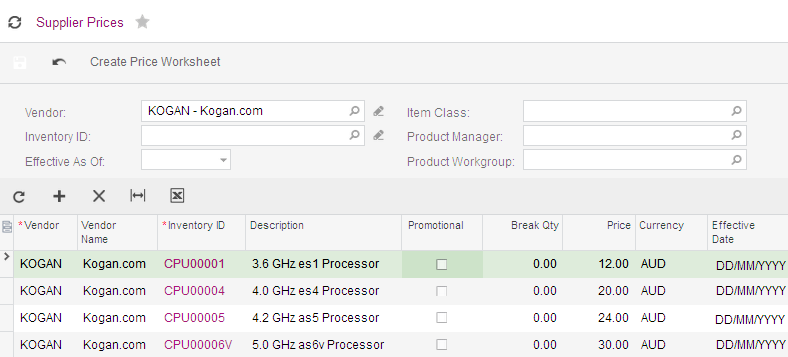 Supplier Prices
Create Price Worksheet
Vendor: KOGAN - Kogan.com Item Class:
Inventory ID: Product Manager:
Effective As Of: Product Workgroup:
*Vendor Vendor Name *Inventory ID Description Promotional Break Qty Price Currency Effective Date
KOGAN Kogan.com CPU00001 3.6 GHz es1 Processor 0.00 12.00 AUD DD/MM/YYYY
KOGAN Kogan.com CPU00004 4.0 GHz es4 Processor 0.00 20.00 AUD DD/MM/YYYY
KOGAN Kogan.com CPU00005 4.2 GHz as5 Processor 0.00 24.00 AUD DD/MM/YYYY
KOGAN Kogan.com CPU00006V 5.0 GHz as6v Processor 0.00 30.00 AUD DD/MM/YYYY